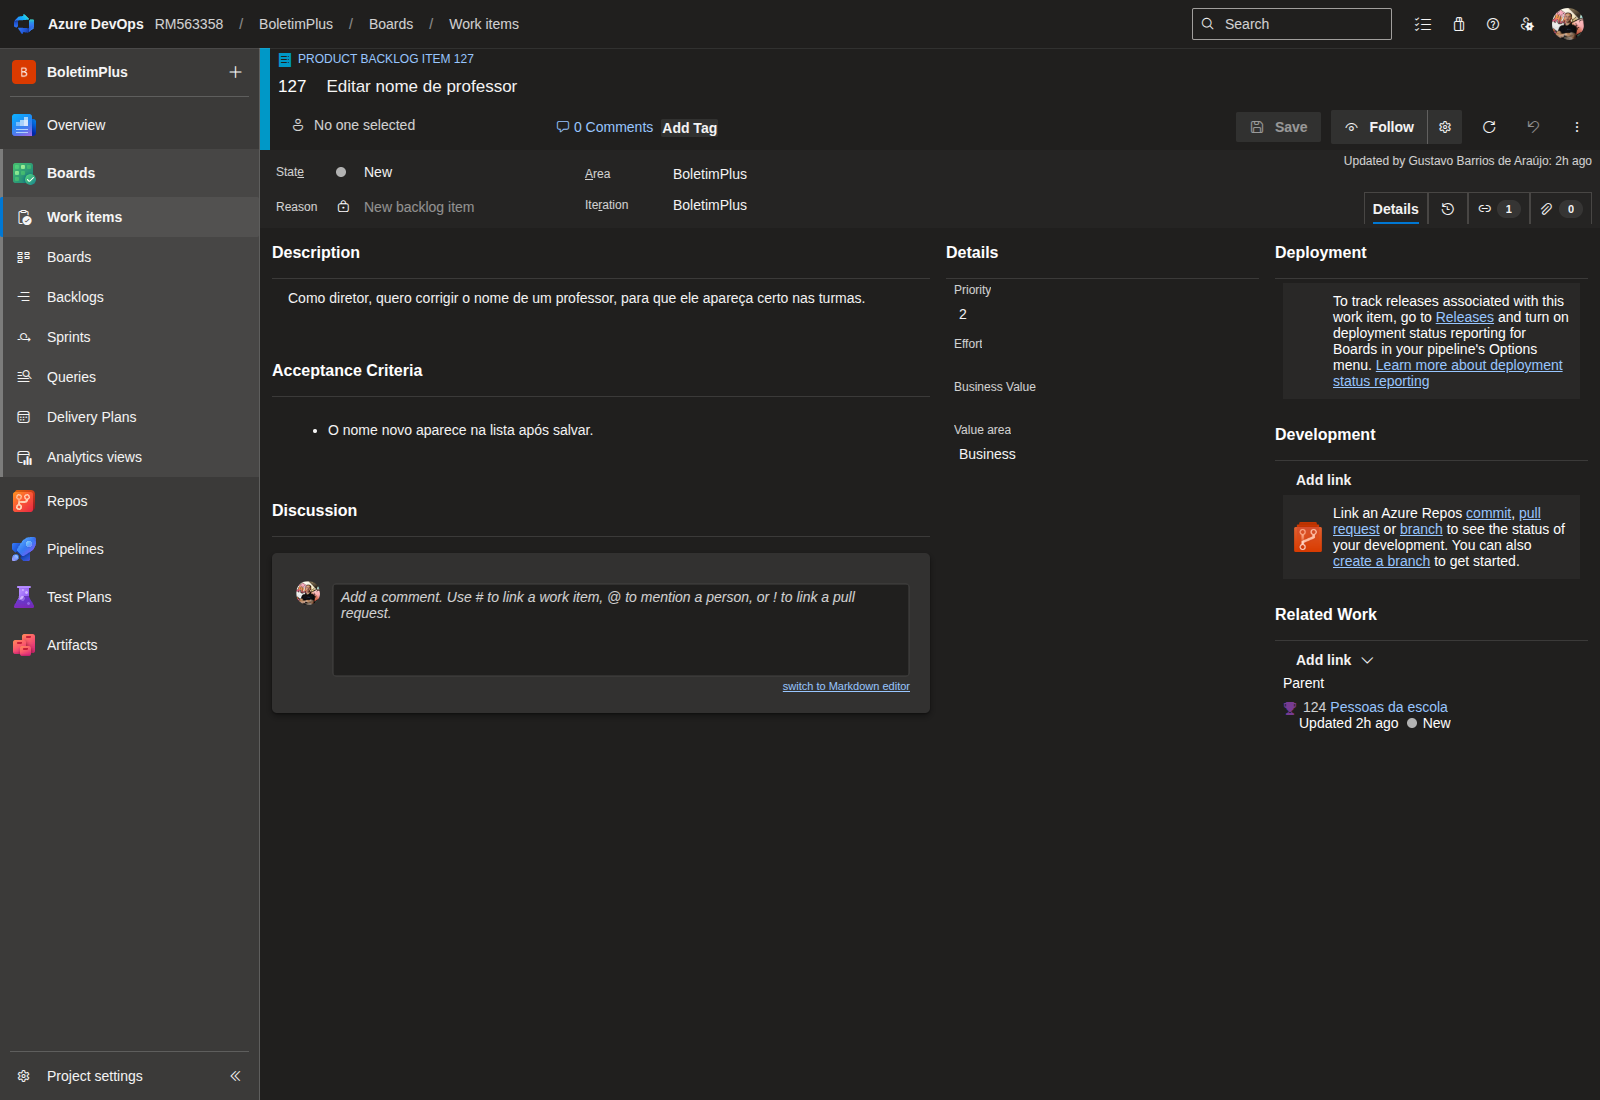 Azure DevOps RM563358 / BoletimPlus / Boards / Work items
Search
B BoletimPlus
Overview
Boards
Work items
Boards
Backlogs
Sprints
Queries
Delivery Plans
Analytics views
Repos
Pipelines
Test Plans
Artifacts
Project settings
PRODUCT BACKLOG ITEM 127
127 Editar nome de professor
No one selected
0 Comments Add Tag
Save
Follow
State New
Reason New backlog item
Area BoletimPlus
Iteration BoletimPlus
Updated by Gustavo Barrios de Araújo: 2h ago
Details 1 0
Description
Como diretor, quero corrigir o nome de um professor, para que ele apareça certo nas turmas.
Acceptance Criteria
• O nome novo aparece na lista após salvar.
Discussion
Add a comment. Use # to link a work item, @ to mention a person, or ! to link a pull
request.
switch to Markdown editor
Details
Priority
2
Effort
Business Value
Value area
Business
Deployment
To track releases associated with this
work item, go to Releases and turn on
deployment status reporting for
Boards in your pipeline's Options
menu. Learn more about deployment
status reporting
Development
Add link
Link an Azure Repos commit, pull
request or branch to see the status of
your development. You can also
create a branch to get started.
Related Work
Add link
Parent
124 Pessoas da escola
Updated 2h ago New